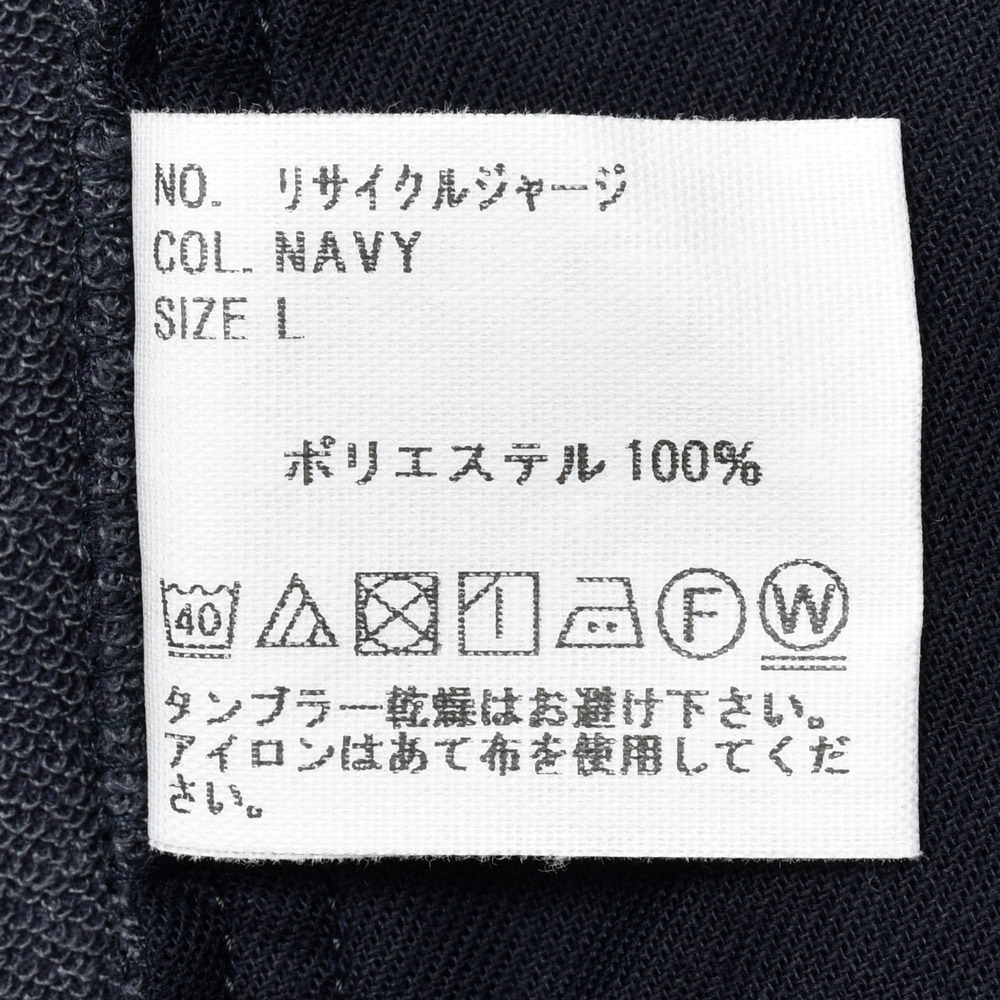 NO. リサイクルジャージ
COL. NAVY
SIZE L
ポリエステル 100%
40 F W
タンブラー乾燥はお避け下さい。
アイロンはあて布を使用してくだ
さい。